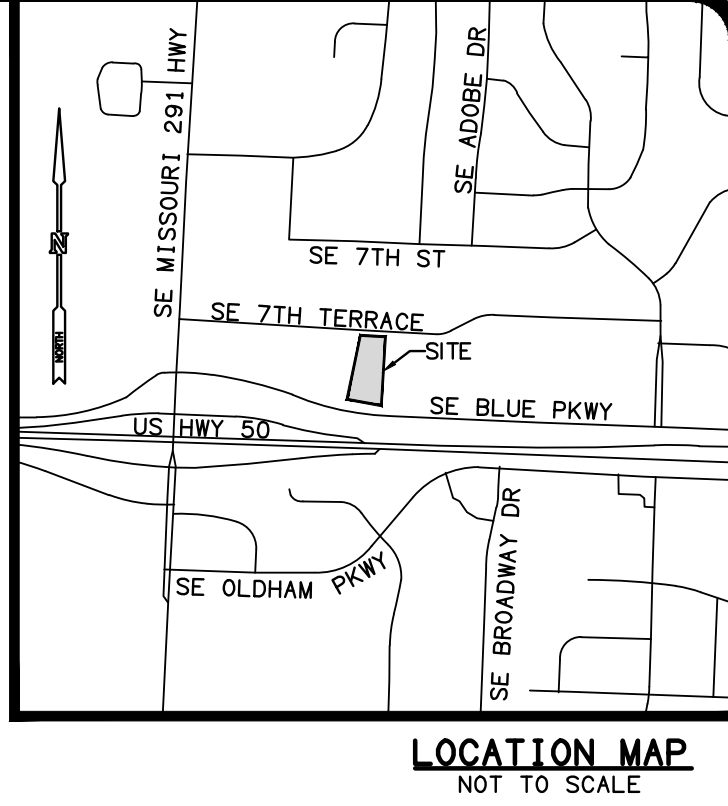 SE MISSOURI 291 HWY
SE ADOBE DR
N
NORTH
SE 7TH ST
SE 7TH TERRACE
SITE
SE BLUE PKWY
US HWY 50
SE OLDHAM PKWY
SE BROADWAY DR
LOCATION MAP
NOT TO SCALE